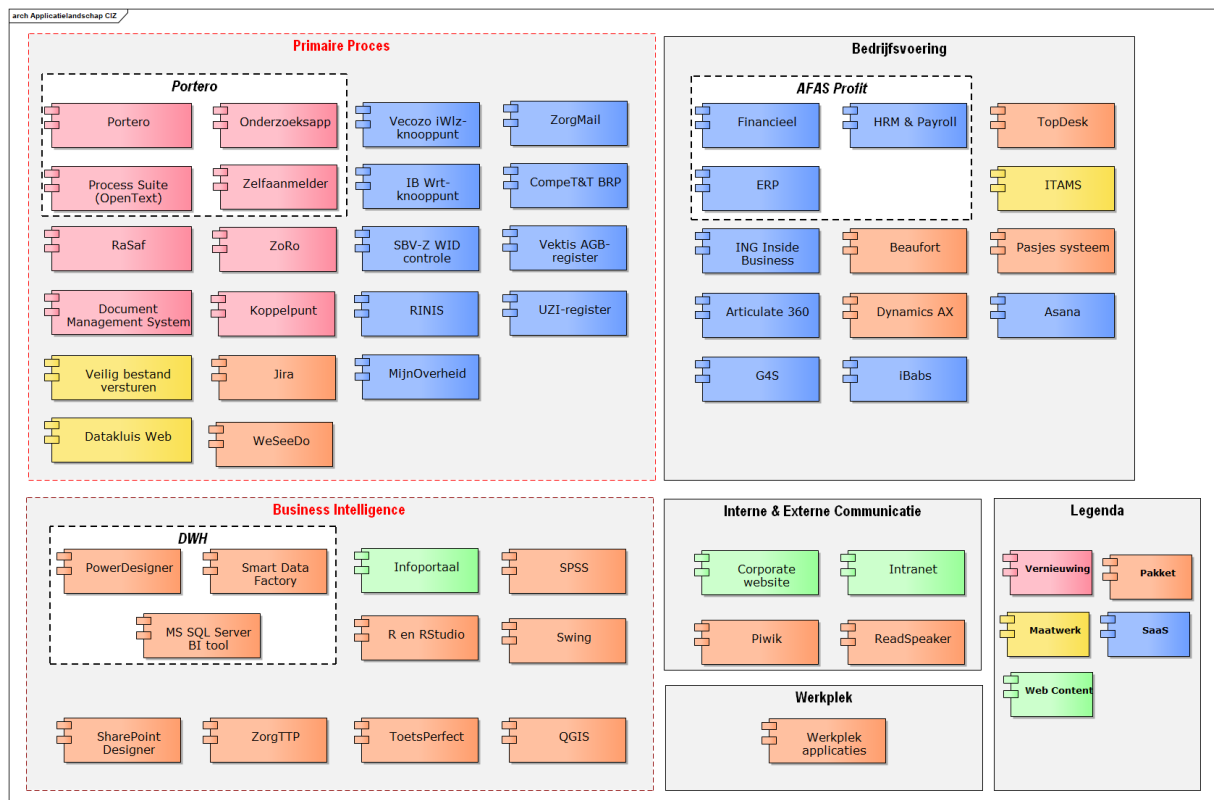 arch Applicatielandschap CIZ
Primaire Proces
Portero
Portero
Onderzoeksapp
Process Suite
(OpenText)
Zelfaanmelder
Vecozo iWlz-
knooppunt
ZorgMail
IB Wrt-
knooppunt
CompeT&T BRP
RaSaf
ZoRo
SBV-Z WID
controle
Vektis AGB-
register
Document
Management System
Koppelpunt
RINIS
UZI-register
Veilig bestand
versturen
Jira
MijnOverheid
Datakluis Web
WeSeeDo
Bedrijfsvoering
AFAS Profit
Financieel
HRM & Payroll
ERP
TopDesk
ITAMS
ING Inside
Business
Beaufort
Pasjes systeem
Articulate 360
Dynamics AX
Asana
G4S
iBabs
Business Intelligence
DWH
PowerDesigner
Smart Data
Factory
MS SQL Server
BI tool
Infoportaal
SPSS
R en RStudio
Swing
SharePoint
Designer
ZorgTTP
ToetsPerfect
QGIS
Interne & Externe Communicatie
Corporate
website
Intranet
Piwik
ReadSpeaker
Werkplek
Werkplek
applicaties
Legenda
Vernieuwing
Pakket
Maatwerk
SaaS
Web Content